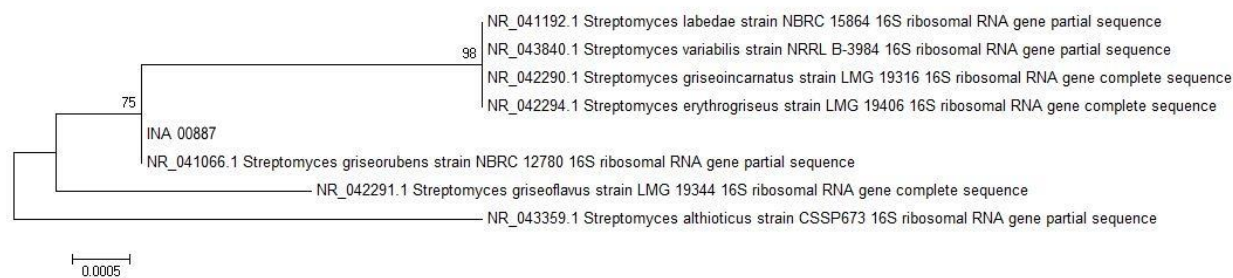 NR_041192.1 Streptomyces labedae strain NBRC 15864 16S ribosomal RNA gene partial sequence
NR_043840.1 Streptomyces variabilis strain NRRL B-3984 16S ribosomal RNA gene partial sequence
98
NR_042290.1 Streptomyces griseoincarnatus strain LMG 19316 16S ribosomal RNA gene complete sequence
NR_042294.1 Streptomyces erythrogriseus strain LMG 19406 16S ribosomal RNA gene complete sequence
75
INA 00887
NR_041066.1 Streptomyces griseorubens strain NBRC 12780 16S ribosomal RNA gene partial sequence
NR_042291.1 Streptomyces griseoflavus strain LMG 19344 16S ribosomal RNA gene complete sequence
NR_043359.1 Streptomyces althioticus strain CSSP673 16S ribosomal RNA gene partial sequence
0.0005